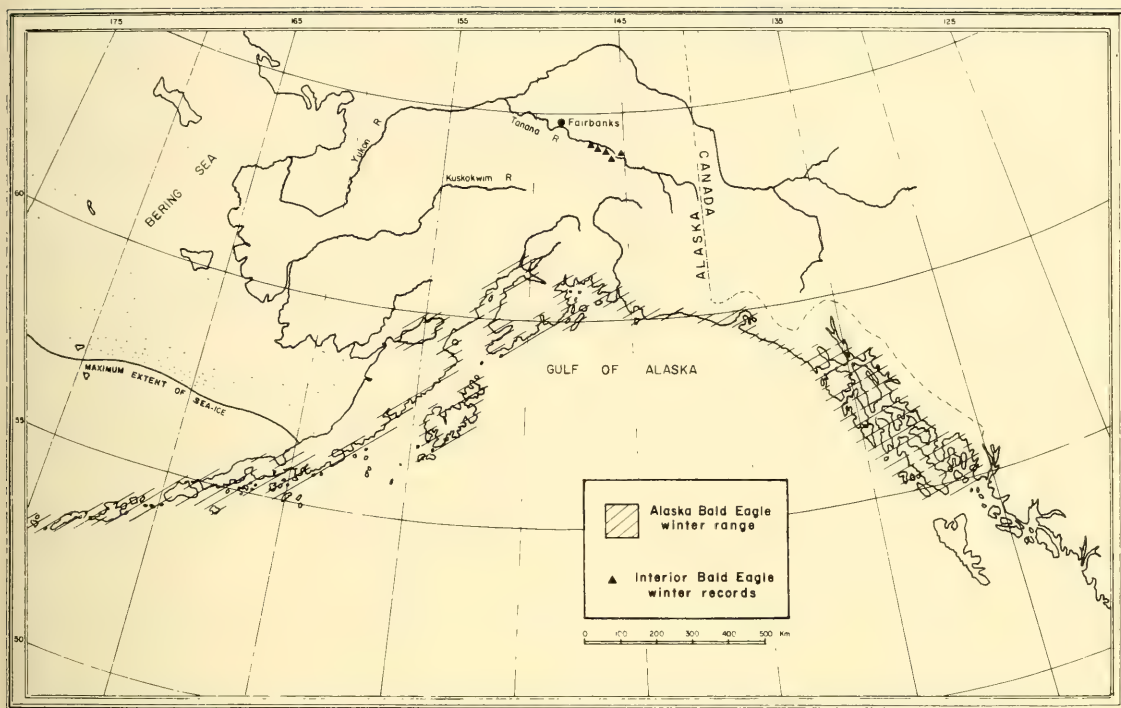 175
165
155
145
135
125
Fairbanks
Tanana R
Yukon R
CANADA
ALASKA
Kuskokwim R
60
BERING SEA
GULF OF ALASKA
MAXIMUM EXTENT OF SEA-ICE
55
Alaska Bald Eagle
winter range
Interior Bald Eagle
winter records
0 100 200 300 400 500 Km
50